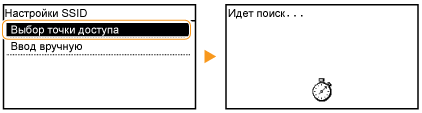 Настройки SSID
Выбор точки доступа
Ввод вручную
Идет поиск...